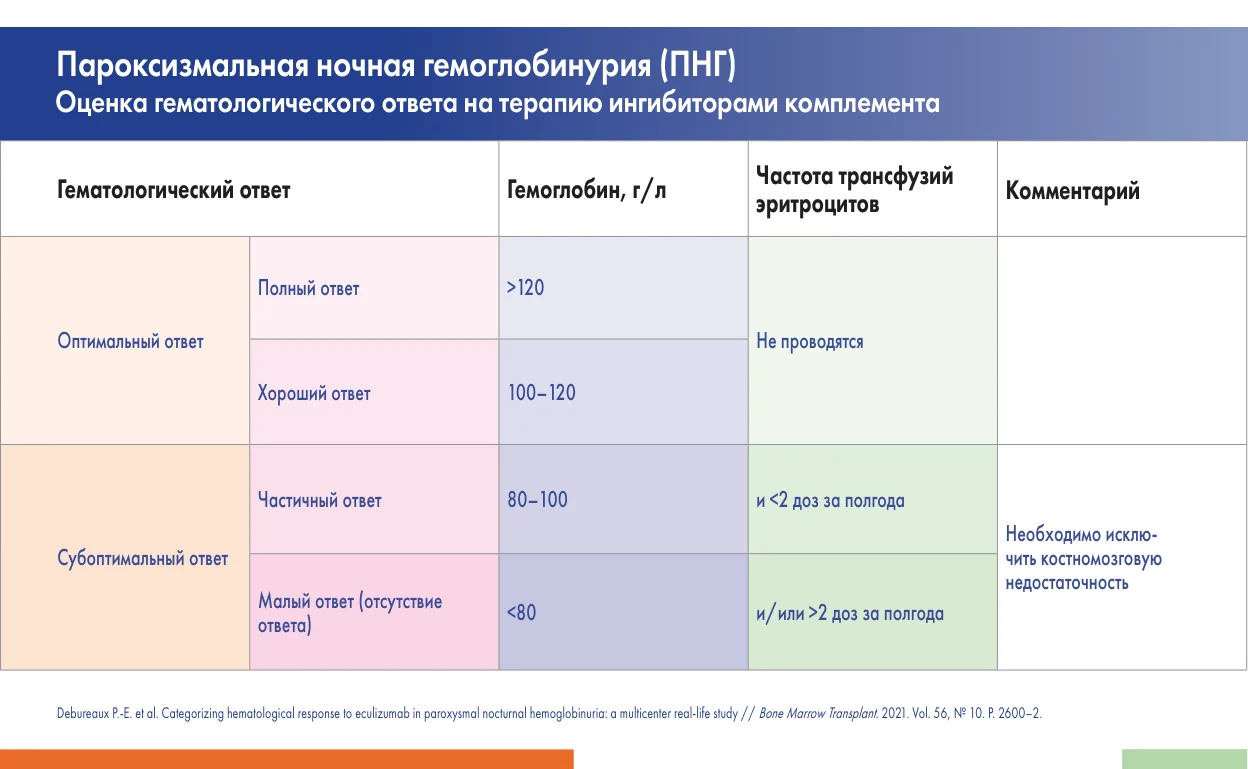 Пароксизмальная ночная гемоглобинурия (ПНГ)
Оценка гематологического ответа на терапию ингибиторами комплемента
Гематологический ответ
Гемоглобин, г/л
Частота трансфузий
эритроцитов
Комментарий
Оптимальный ответ
Полный ответ
>120
Не проводятся
Хороший ответ
100–120
Субоптимальный ответ
Частичный ответ
80–100
и <2 доз за полгода
Необходимо исклю-
чить костномозговую
недостаточность
Малый ответ (отсутствие
ответа)
<80
и/или >2 доз за полгода
Debureaux P.-E. et al. Categorizing hematological response to eculizumab in paroxysmal nocturnal hemoglobinuria: a multicenter real-life study // Bone Marrow Transplant. 2021. Vol. 56, № 10. P. 2600–2.